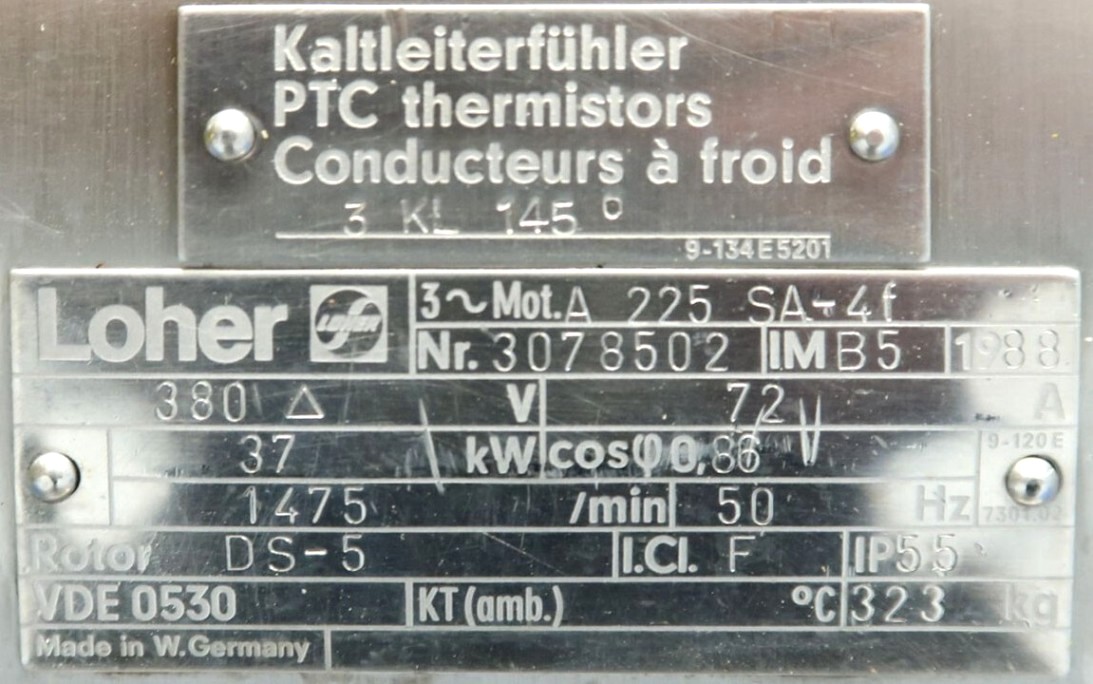 Kaltleiterfühler
PTC thermistors
Conducteurs à froid
3 KL 145 °
9-134E5201
Loher LOHER 3~Mot. A 225 SA-4f
Nr. 3078502 IM B5 1988
380 △ V 72 A
37 kW cosφ 0,86 9-120E
1475 /min 50 Hz
Rotor DS-5 I.Cl. F IP55
VDE 0530 KT (amb.) °C 323 kg
Made in W. Germany